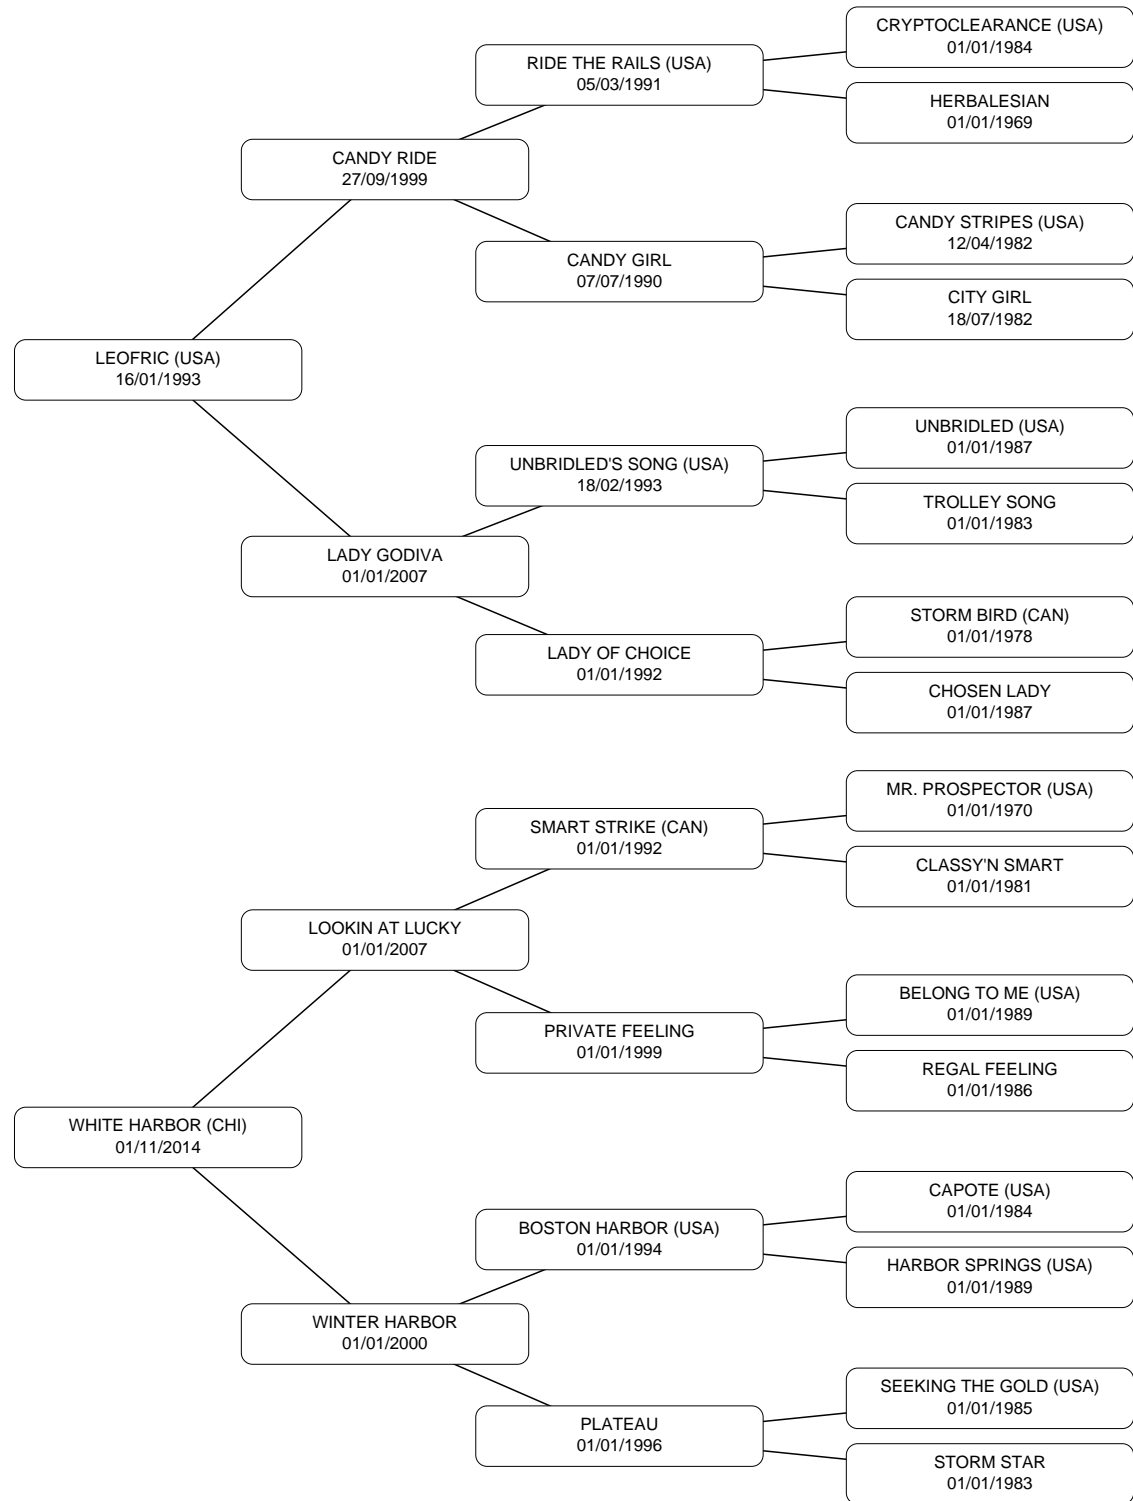 CRYPTOCLEARANCE (USA)
01/01/1984
RIDE THE RAILS (USA)
05/03/1991
HERBALESIAN
01/01/1969
CANDY RIDE
27/09/1999
CANDY STRIPES (USA)
12/04/1982
CANDY GIRL
07/07/1990
CITY GIRL
18/07/1982
LEOFRIC (USA)
16/01/1993
UNBRIDLED (USA)
01/01/1987
UNBRIDLED'S SONG (USA)
18/02/1993
TROLLEY SONG
01/01/1983
LADY GODIVA
01/01/2007
STORM BIRD (CAN)
01/01/1978
LADY OF CHOICE
01/01/1992
CHOSEN LADY
01/01/1987
MR. PROSPECTOR (USA)
01/01/1970
SMART STRIKE (CAN)
01/01/1992
CLASSY'N SMART
01/01/1981
LOOKIN AT LUCKY
01/01/2007
BELONG TO ME (USA)
01/01/1989
PRIVATE FEELING
01/01/1999
REGAL FEELING
01/01/1986
WHITE HARBOR (CHI)
01/11/2014
CAPOTE (USA)
01/01/1984
BOSTON HARBOR (USA)
01/01/1994
HARBOR SPRINGS (USA)
01/01/1989
WINTER HARBOR
01/01/2000
SEEKING THE GOLD (USA)
01/01/1985
PLATEAU
01/01/1996
STORM STAR
01/01/1983